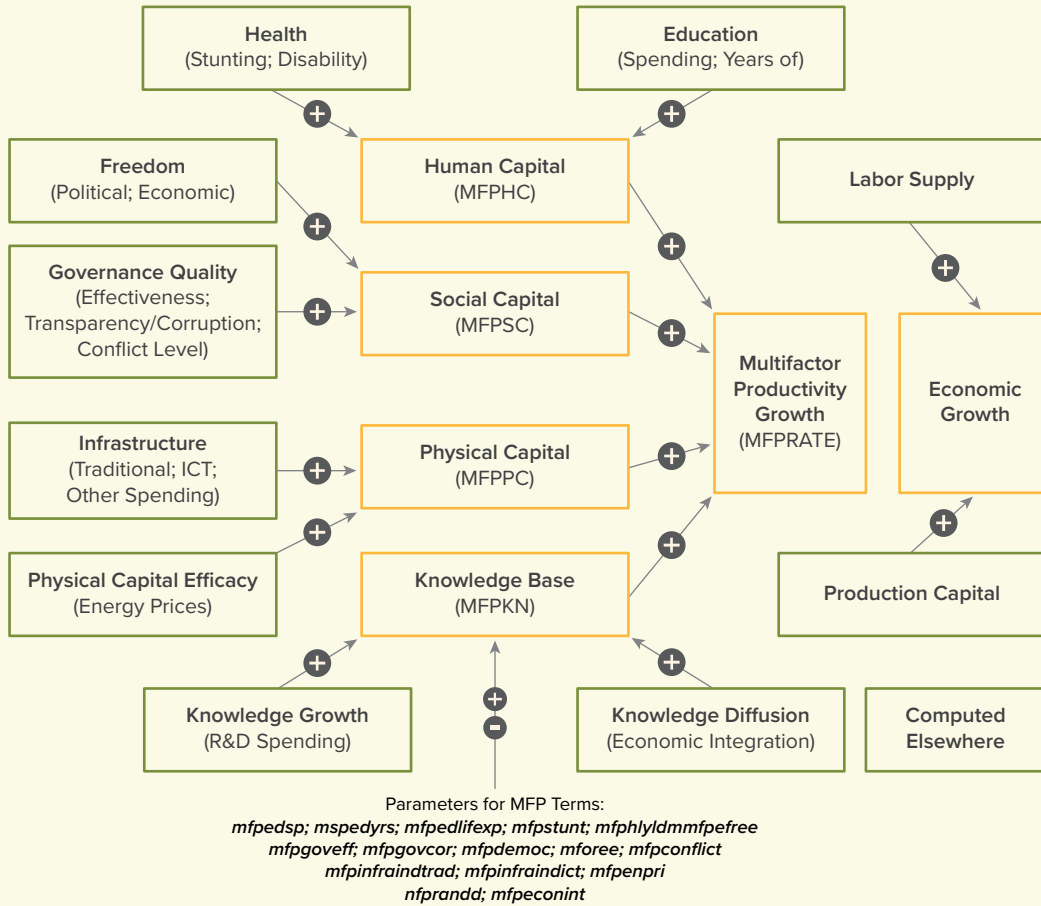 Health
(Stunting; Disability)
Education
(Spending; Years of)
Freedom
(Political; Economic)
Human Capital
(MFPHC)
Labor Supply
Governance Quality
(Effectiveness;
Transparency/Corruption;
Conflict Level)
Social Capital
(MFPSC)
Multifactor
Productivity
Growth
(MFPRATE)
Economic
Growth
Infrastructure
(Traditional; ICT;
Other Spending)
Physical Capital
(MFPPC)
Physical Capital Efficacy
(Energy Prices)
Knowledge Base
(MFPKN)
Production Capital
Knowledge Growth
(R&D Spending)
Knowledge Diffusion
(Economic Integration)
Computed
Elsewhere
Parameters for MFP Terms:
mfpedsp; mspedyrs; mfpedlifexp; mfpstunt; mfphlyldmmfpefree
mfpgoveff; mfpgovcor; mfpdemoc; mforee; mfpconflict
mfpinfraindtrad; mfpinfraindict; mfpenpri
nfprandd; mfpeconint